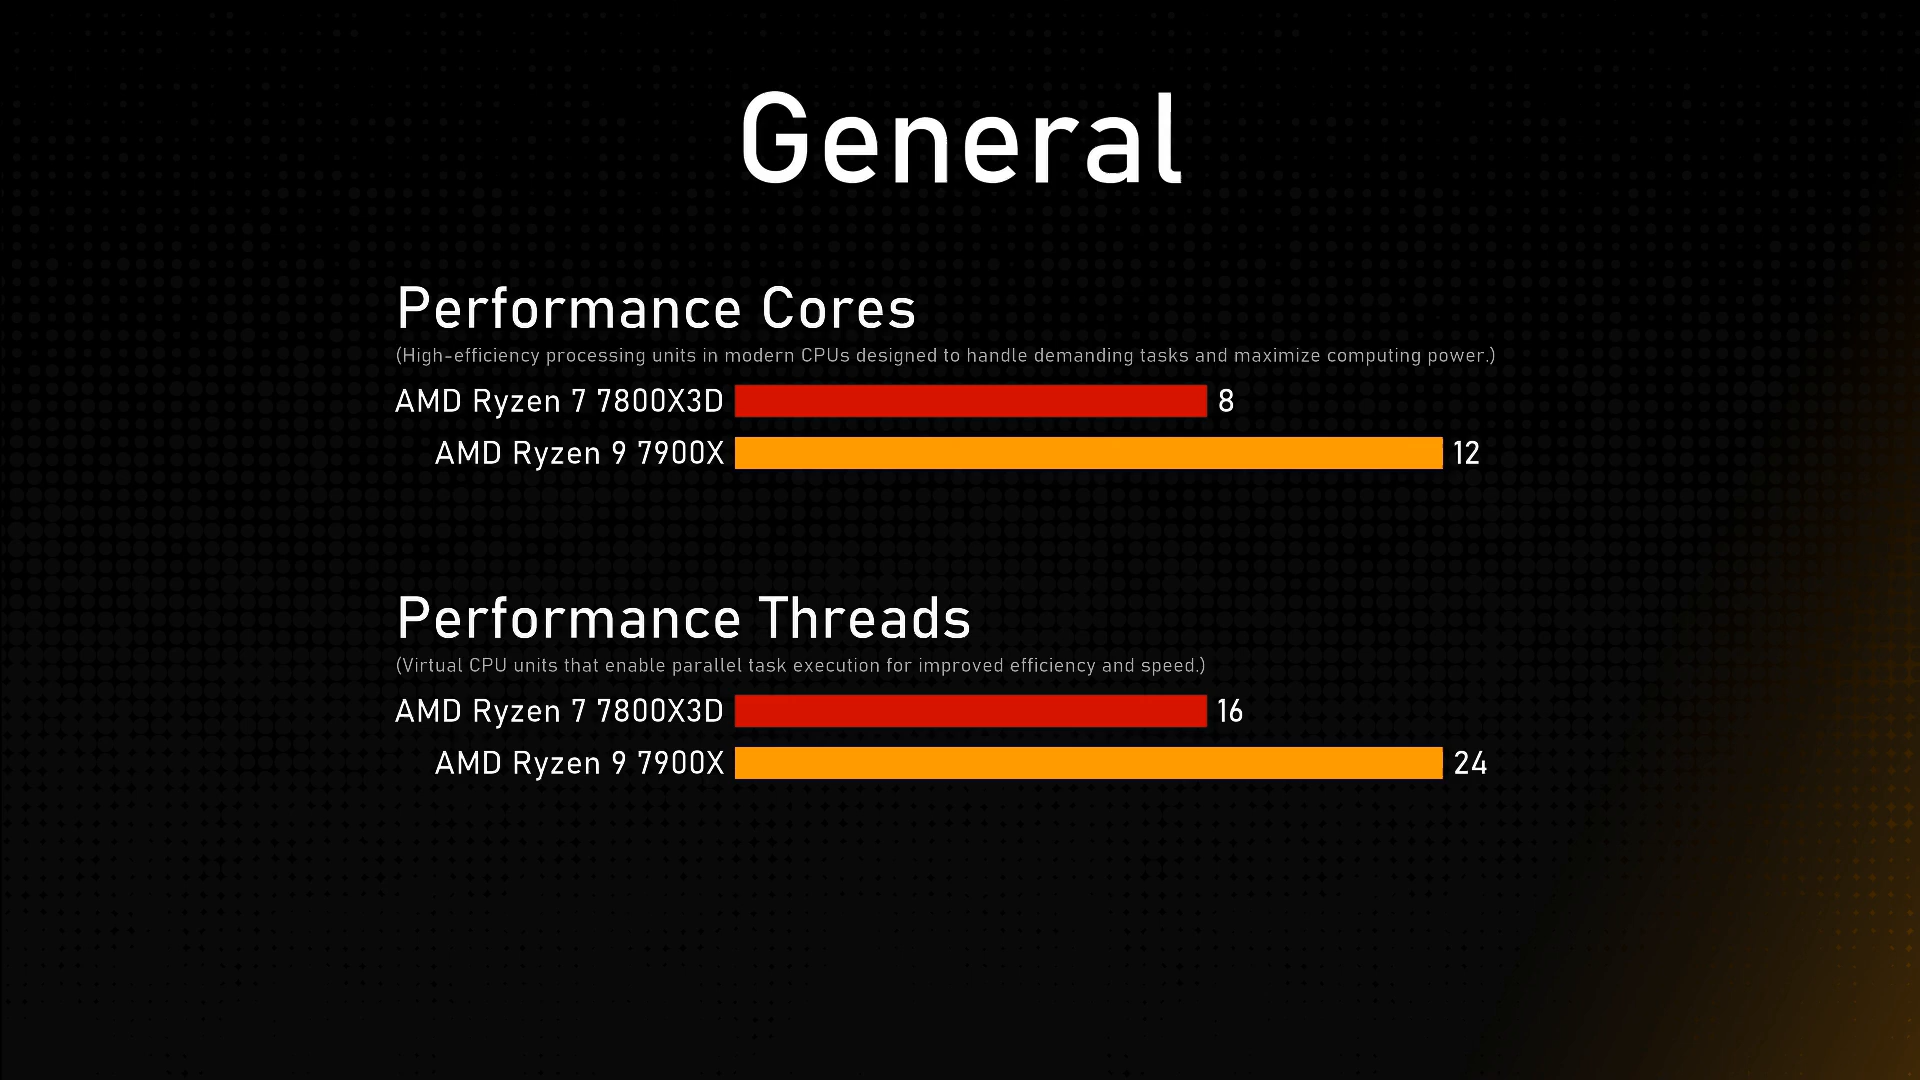 General
Performance Cores
(High-efficiency processing units in modern CPUs designed to handle demanding tasks and maximize computing power.)
AMD Ryzen 7 7800X3D 8
AMD Ryzen 9 7900X 12
Performance Threads
(Virtual CPU units that enable parallel task execution for improved efficiency and speed.)
AMD Ryzen 7 7800X3D 16
AMD Ryzen 9 7900X 24